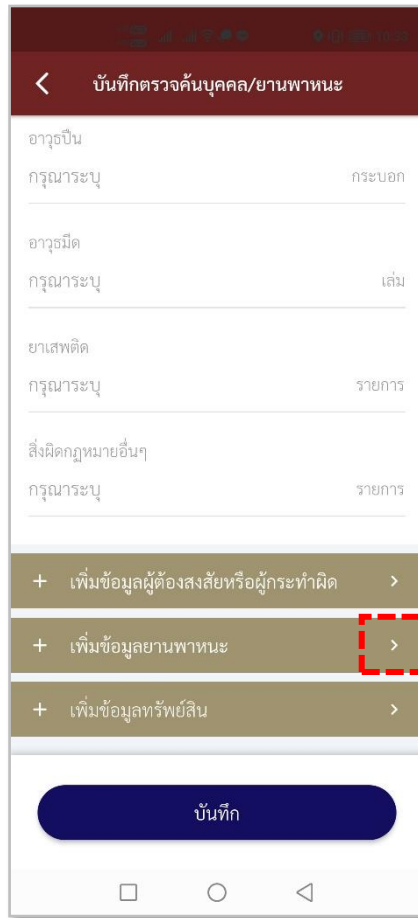 บันทึกตรวจค้นบุคคล/ยานพาหนะ
อาวุธปืน
กรุณาระบุ กระบอก
อาวุธมีด
กรุณาระบุ เล่ม
ยาเสพติด
กรุณาระบุ รายการ
สิ่งผิดกฎหมายอื่นๆ
กรุณาระบุ รายการ
+ เพิ่มข้อมูลผู้ต้องสงสัยหรือผู้กระทำผิด >
+ เพิ่มข้อมูลยานพาหนะ >
+ เพิ่มข้อมูลทรัพย์สิน >
บันทึก